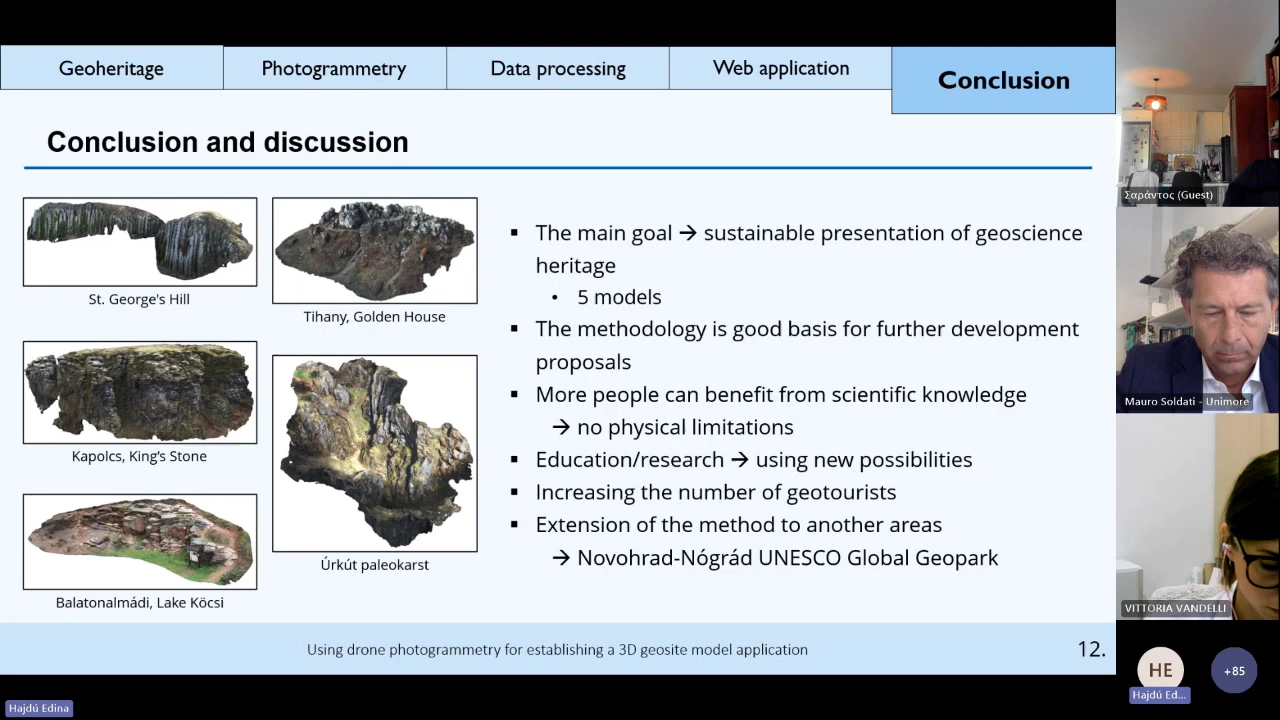 Geoheritage
Photogrammetry
Data processing
Web application
Conclusion
Conclusion and discussion
St. George's Hill
Tihany, Golden House
Kapolcs, King's Stone
Úrkút paleokarst
Balatonalmádi, Lake Köcsi
▪ The main goal → sustainable presentation of geoscience
heritage
• 5 models
▪ The methodology is good basis for further development
proposals
▪ More people can benefit from scientific knowledge
→ no physical limitations
▪ Education/research → using new possibilities
▪ Increasing the number of geotourists
▪ Extension of the method to another areas
→ Novohrad-Nógrád UNESCO Global Geopark
Using drone photogrammetry for establishing a 3D geosite model application
12.
Σαράντος (Guest)
Mauro Soldati - Unimore
VITTORIA VANDELLI
HE
Hajdú Ed...
+85
Hajdú Edina